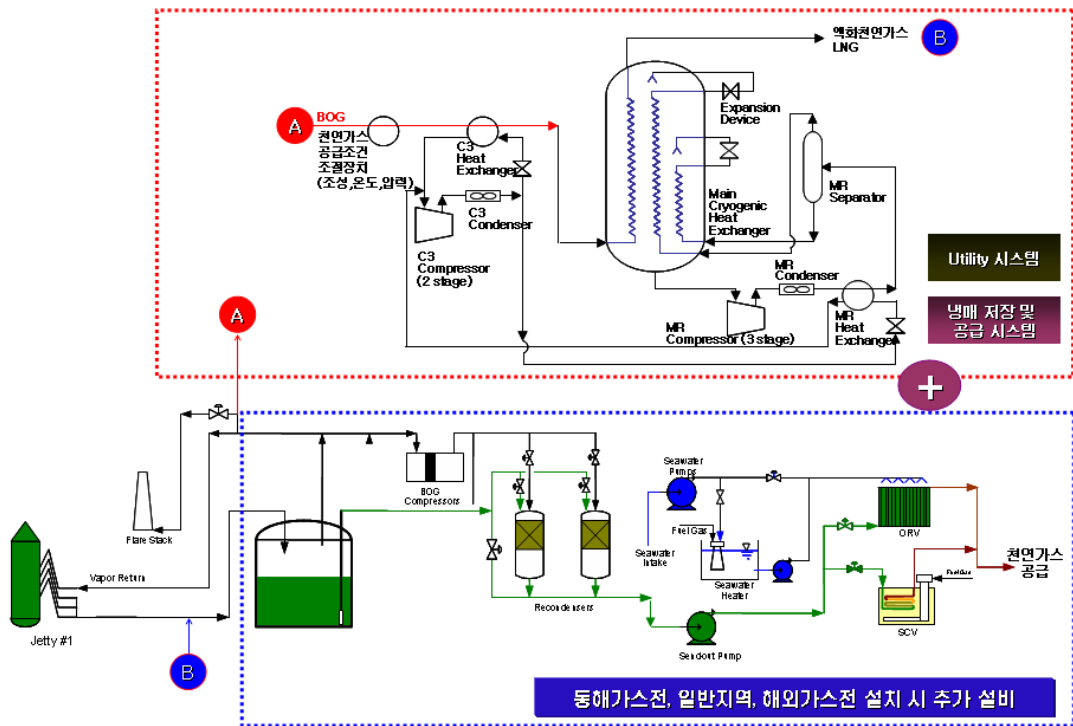 액화천연가스
LNG
B
A
BOG
천연가스
공급조건
조절장치
(조성,온도,압력)
C3
Heat
Exchanger
C3
Condenser
C3
Compressor
(2 stage)
Expansion
Device
Main
Cryogenic
Heat
Exchanger
MR
Separator
MR
Condenser
MR
Compressor (3 stage)
MR
Heat
Exchanger
Utility 시스템
냉매 저장 및
공급 시스템
+
A
Flare Stack
Vapor Return
Jetty #1
B
BOG
Compressors
Recondensers
Seawater
Pumps
Fuel Gas
Seawater
Intake
Seawater
Heater
Sendout Pump
ORV
Fuel Gas
SCV
천연가스
공급
동해가스전, 일반지역, 해외가스전 설치 시 추가 설비